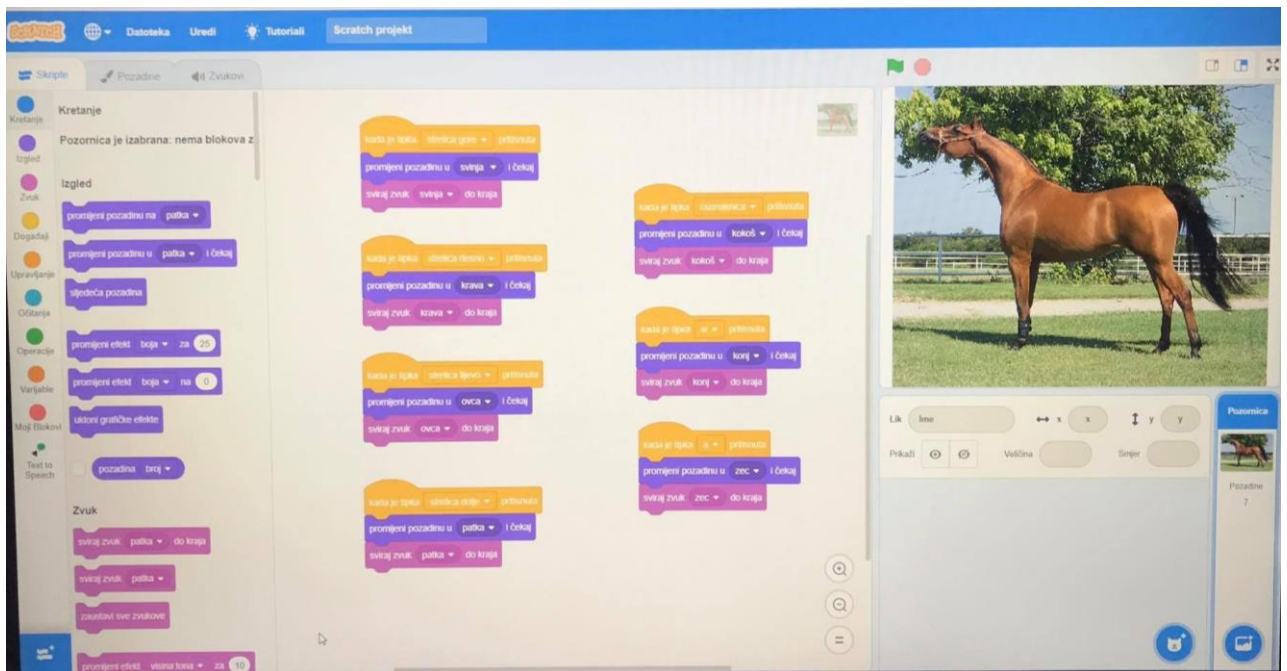 SCRATCH
Datoteka
Uredi
Tutoriali
Scratch projekt
Skripte
Pozadine
Zvukovi
Kretanje
Izgled
Zvuk
Događaji
Upravljanje
Očitanja
Operacije
Varijable
Moji Blokovi
Text to
Speech
Kretanje
Pozornica je izabrana: nema blokova z
Izgled
promijeni pozadinu na patka
promijeni pozadinu u patka i čekaj
sljedeća pozadina
promijeni efekt boja za 25
promijeni efekt boja na 0
ukloni grafičke efekte
pozadina broj
Zvuk
sviraj zvuk patka do kraja
sviraj zvuk patka
zaustavi sve zvukove
promijeni efekt visina tona za 10
kada je tipka strelica gore pritisnuta
promijeni pozadinu u svinja i čekaj
sviraj zvuk svinja do kraja
kada je tipka strelica desno pritisnuta
promijeni pozadinu u krava i čekaj
sviraj zvuk krava do kraja
kada je tipka strelica lijevo pritisnuta
promijeni pozadinu u ovca i čekaj
sviraj zvuk ovca do kraja
kada je tipka strelica dolje pritisnuta
promijeni pozadinu u patka i čekaj
sviraj zvuk patka do kraja
kada je tipka razmaknica pritisnuta
promijeni pozadinu u kokoš i čekaj
sviraj zvuk kokoš do kraja
kada je tipka w pritisnuta
promijeni pozadinu u konj i čekaj
sviraj zvuk konj do kraja
kada je tipka a pritisnuta
promijeni pozadinu u zec i čekaj
sviraj zvuk zec do kraja
Lik Ime x x y y
Prikaži Veličina Smjer
Pozornica
Pozadine
7